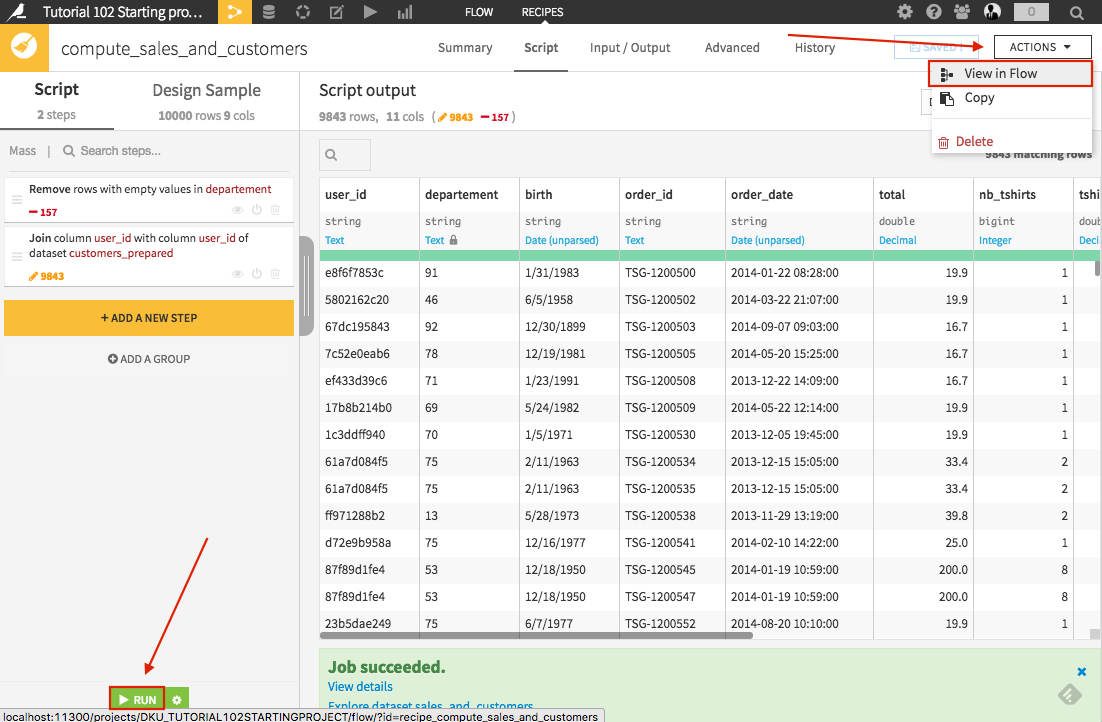 Tutorial 102 Starting pro...
FLOW
RECIPES
0
compute_sales_and_customers
Summary
Script
Input / Output
Advanced
History
SAVED!
ACTIONS
View in Flow
Copy
Delete
Script
2 steps
Design Sample
10000 rows 9 cols
Script output
9843 rows, 11 cols ( 9843 157 )
9843 matching rows
Mass | Search steps...
Remove rows with empty values in departement
157
Join column user_id with column user_id of
dataset customers_prepared
9843
+ ADD A NEW STEP
ADD A GROUP
user_id departement birth order_id order_date total nb_tshirts tshi
string string string string string double bigint doub
Text Text Date (unparsed) Text Date (unparsed) Decimal Integer Deci
e8f6f7853c 91 1/31/1983 TSG-1200500 2014-01-22 08:28:00 19.9 1
5802162c20 46 6/5/1958 TSG-1200502 2014-03-22 21:07:00 19.9 1
67dc195843 92 12/30/1899 TSG-1200503 2014-09-07 09:03:00 16.7 1
7c52e0eab6 78 12/19/1981 TSG-1200505 2014-05-20 15:25:00 16.7 1
ef433d39c6 71 1/23/1991 TSG-1200508 2013-12-22 14:09:00 16.7 1
17b8b214b0 69 5/24/1982 TSG-1200509 2014-05-22 12:14:00 19.9 1
1c3ddff940 70 1/5/1971 TSG-1200530 2013-12-05 19:45:00 19.9 1
61a7d084f5 75 2/11/1963 TSG-1200534 2013-12-15 15:05:00 33.4 2
61a7d084f5 75 2/11/1963 TSG-1200535 2013-12-15 15:05:00 33.4 2
ff971288b2 13 5/28/1973 TSG-1200538 2013-11-29 13:19:00 39.8 2
d72e9b958a 75 12/16/1977 TSG-1200541 2014-02-10 14:22:00 25.0 1
87f89d1fe4 53 12/18/1950 TSG-1200545 2014-01-19 10:59:00 200.0 8
87f89d1fe4 53 12/18/1950 TSG-1200547 2014-01-19 10:59:00 200.0 8
23b5dae249 75 6/7/1977 TSG-1200552 2014-08-20 10:10:00 19.9 1
Job succeeded.
View details
Explore dataset sales_and_customers
RUN
localhost:11300/projects/DKU_TUTORIAL102STARTINGPROJECT/flow/?id=recipe_compute_sales_and_customers